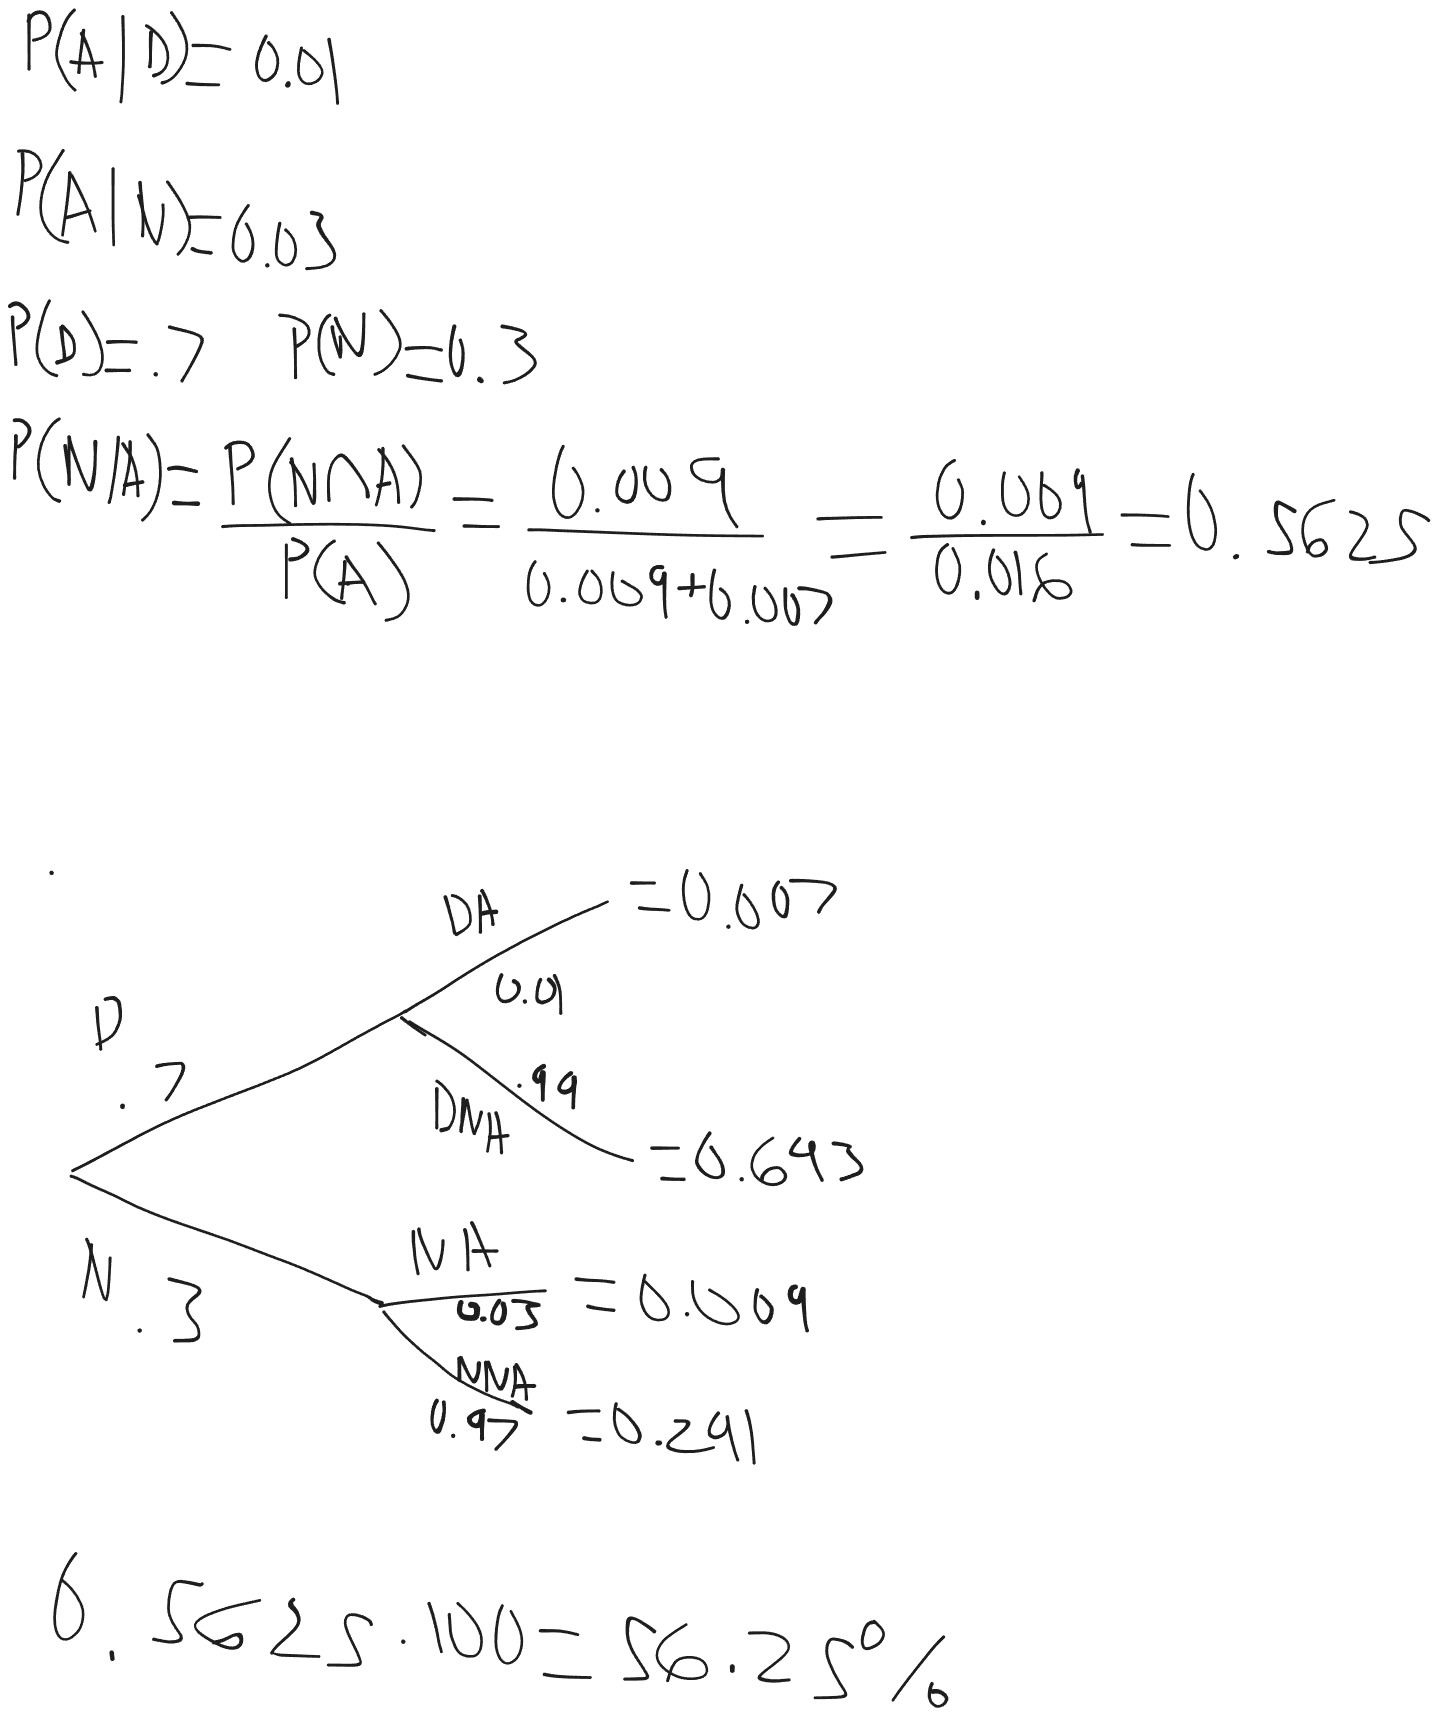 P(A|D)=0.01
P(A|N)=0.03
P(D)=.7 P(N)=0.3
P(N|A)=P(N∩A)/P(A)=0.009/0.009+0.007=0.009/0.016=0.5625
DA =0.007
0.01
D
.7
.99
DNA
=0.693
NA
0.03 =0.009
N .3
NNA
0.97 =0.291
0.5625·100=56.25%